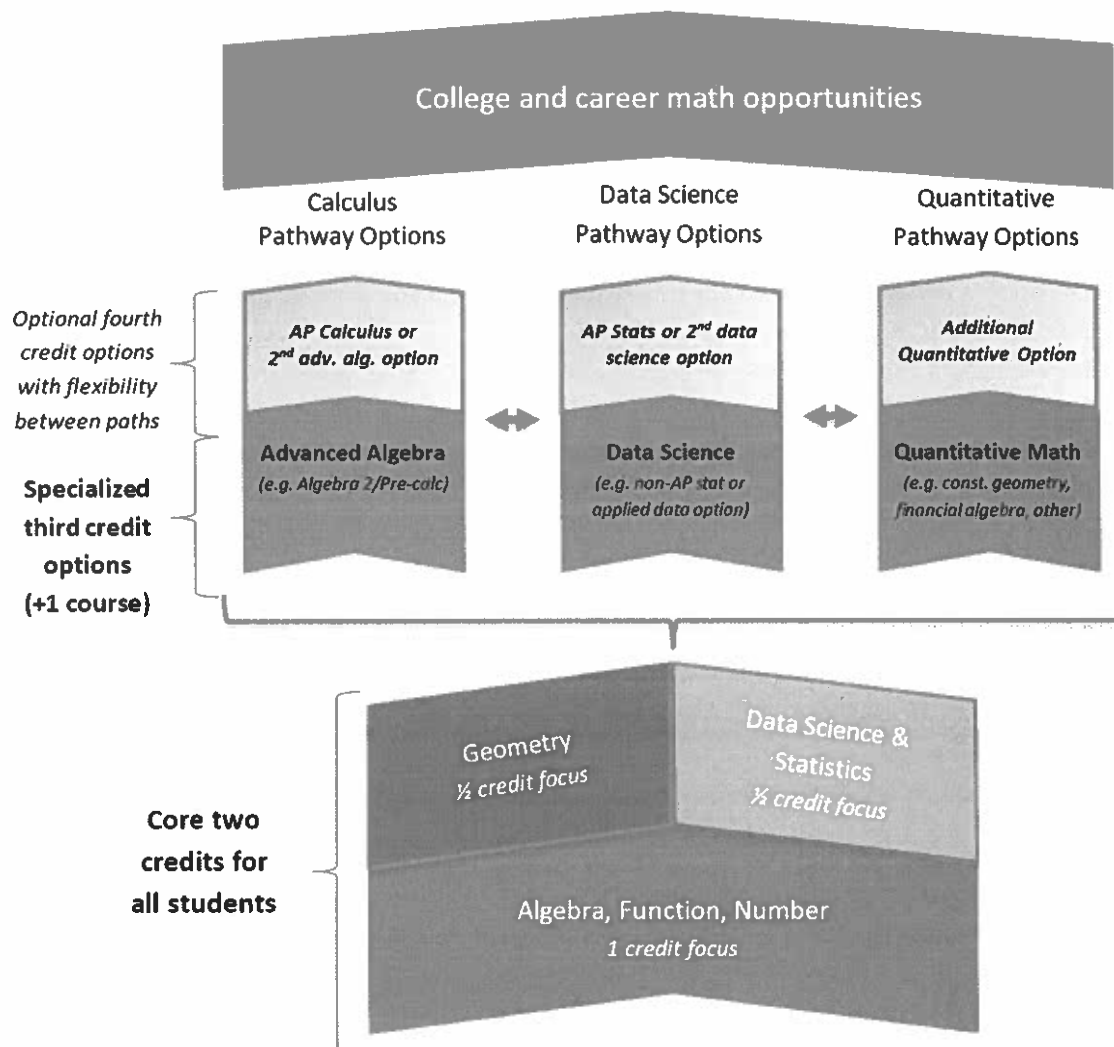 College and career math opportunities
Calculus
Pathway Options
Data Science
Pathway Options
Quantitative
Pathway Options
Optional fourth
credit options
with flexibility
between paths
AP Calculus or
2nd adv. alg. option
AP Stats or 2nd data
science option
Additional
Quantitative Option
Specialized
third credit
options
(+1 course)
Advanced Algebra
(e.g. Algebra 2/Pre-calc)
Data Science
(e.g. non-AP stat or
applied data option)
Quantitative Math
(e.g. const. geometry,
financial algebra, other)
Core two
credits for
all students
Geometry
½ credit focus
Data Science &
Statistics
½ credit focus
Algebra, Function, Number
1 credit focus